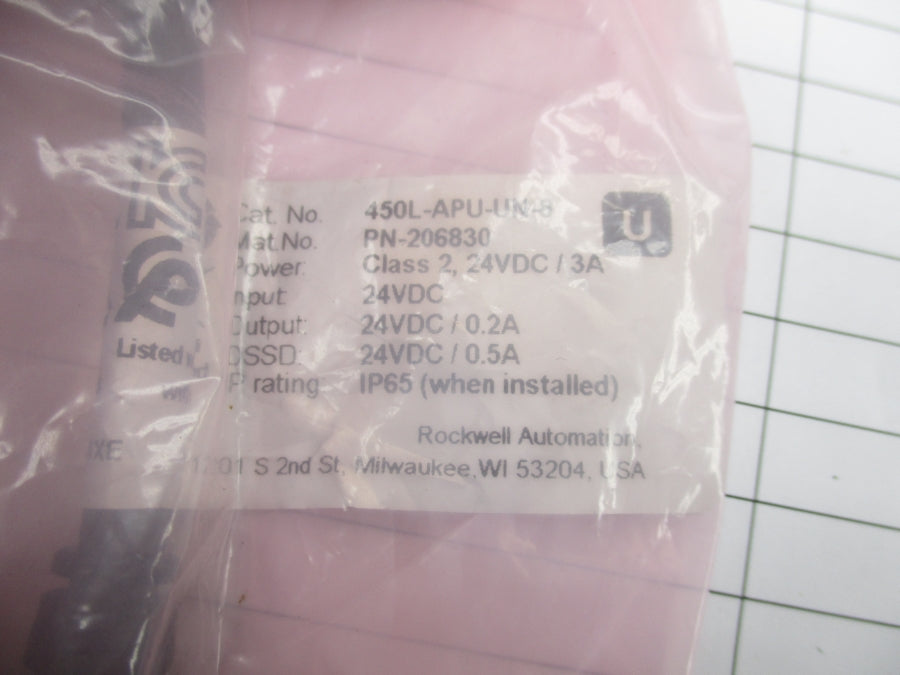 Cat. No. 450L-APU-UN-8
Mat.No. PN-206830
Power: Class 2, 24VDC / 3A
Input: 24VDC
Output: 24VDC / 0.2A
OSSD: 24VDC / 0.5A
IP rating IP65 (when installed)
Rockwell Automation,
1201 S 2nd St, Milwaukee,WI 53204, USA
U
Listed